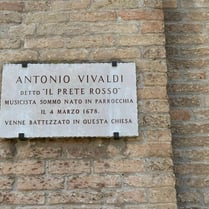 ANTONIO VIVALDI
DETTO "IL PRETE ROSSO"
MUSICISTA SOMMO NATO IN PARROCCHIA
IL 4 MARZO 1678
VENNE BATTEZZATO IN QUESTA CHIESA